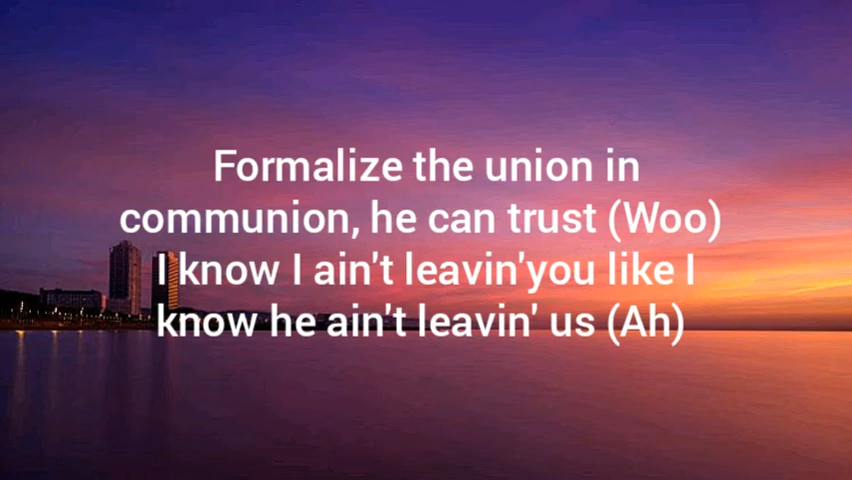 Formalize the union in
communion, he can trust (Woo)
I know I ain't leavin'you like I
know he ain't leavin' us (Ah)